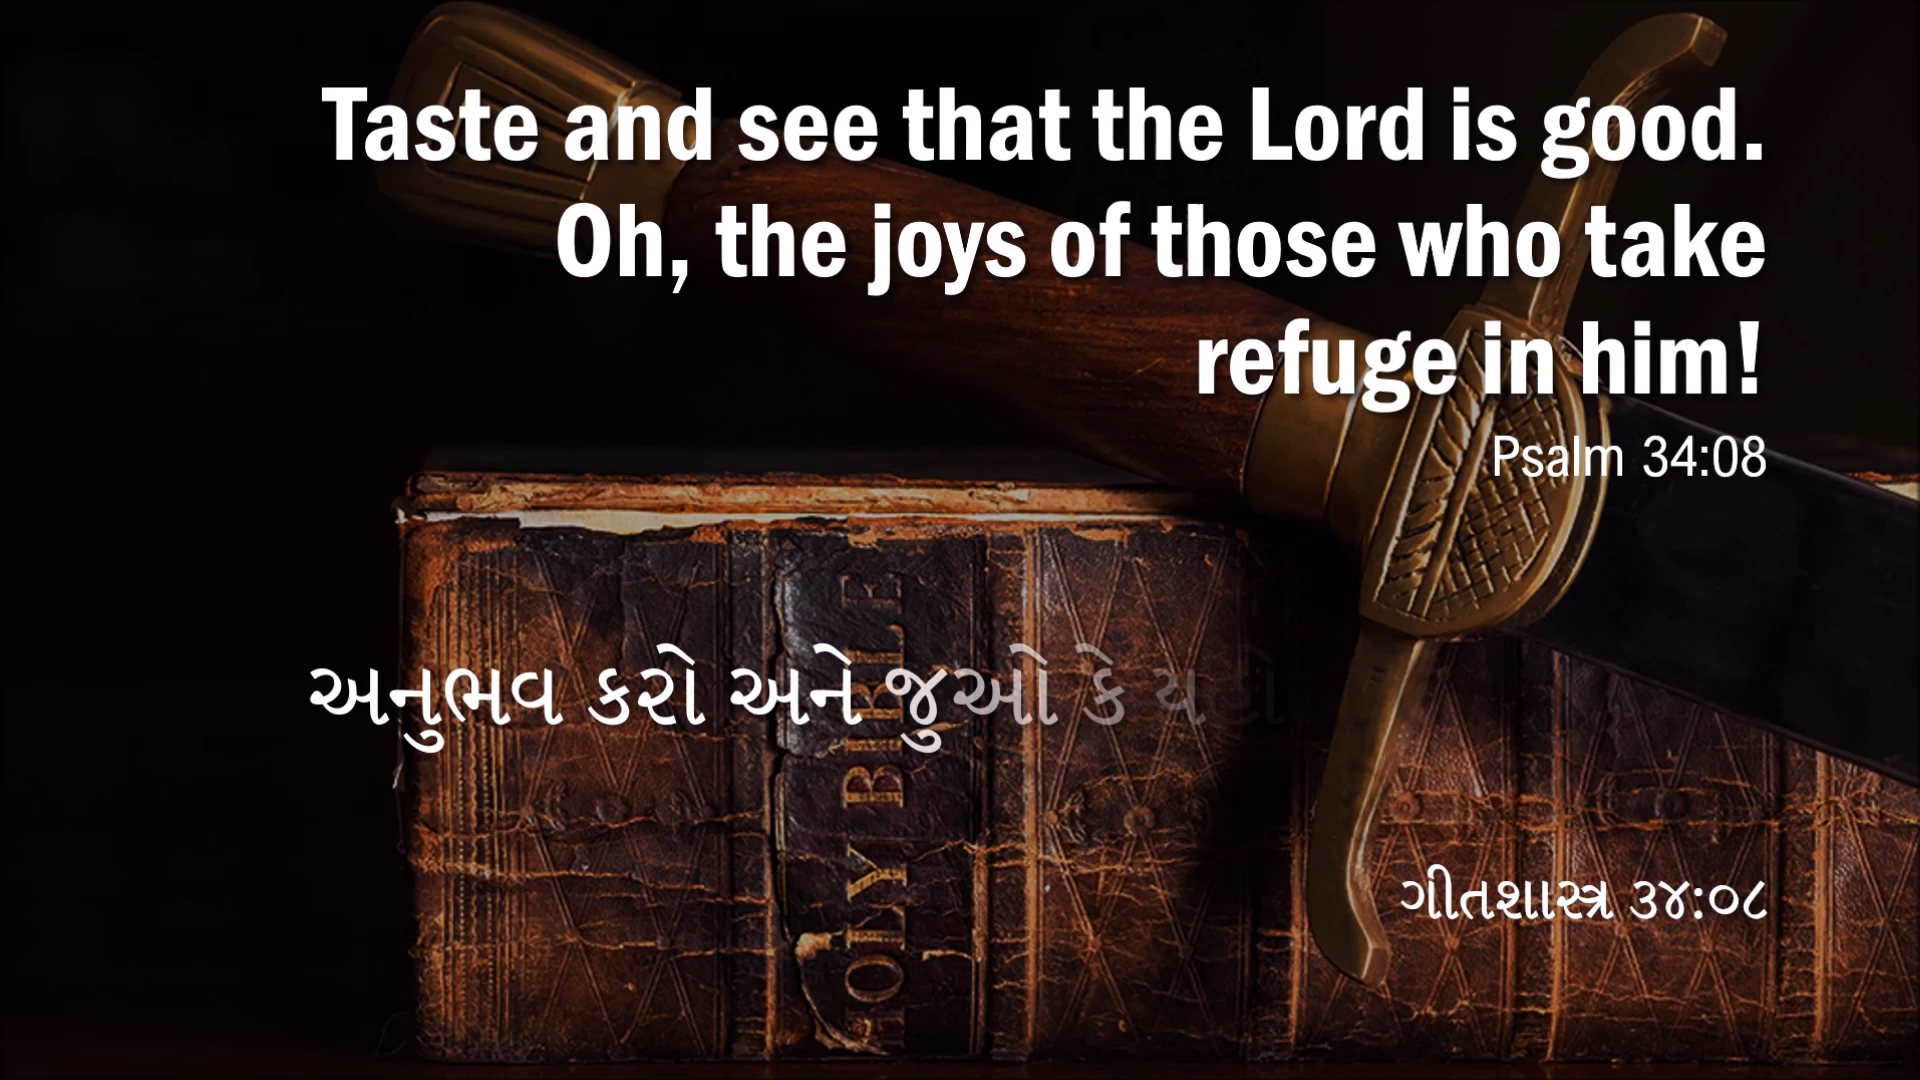 Taste and see that the Lord is good.
Oh, the joys of those who take
refuge in him!
Psalm 34:08
HOLY BIBLE
અનુભવ કરો અને જુઓ કે
ગીતશાસ્ત્ર ૩૪:૦૮